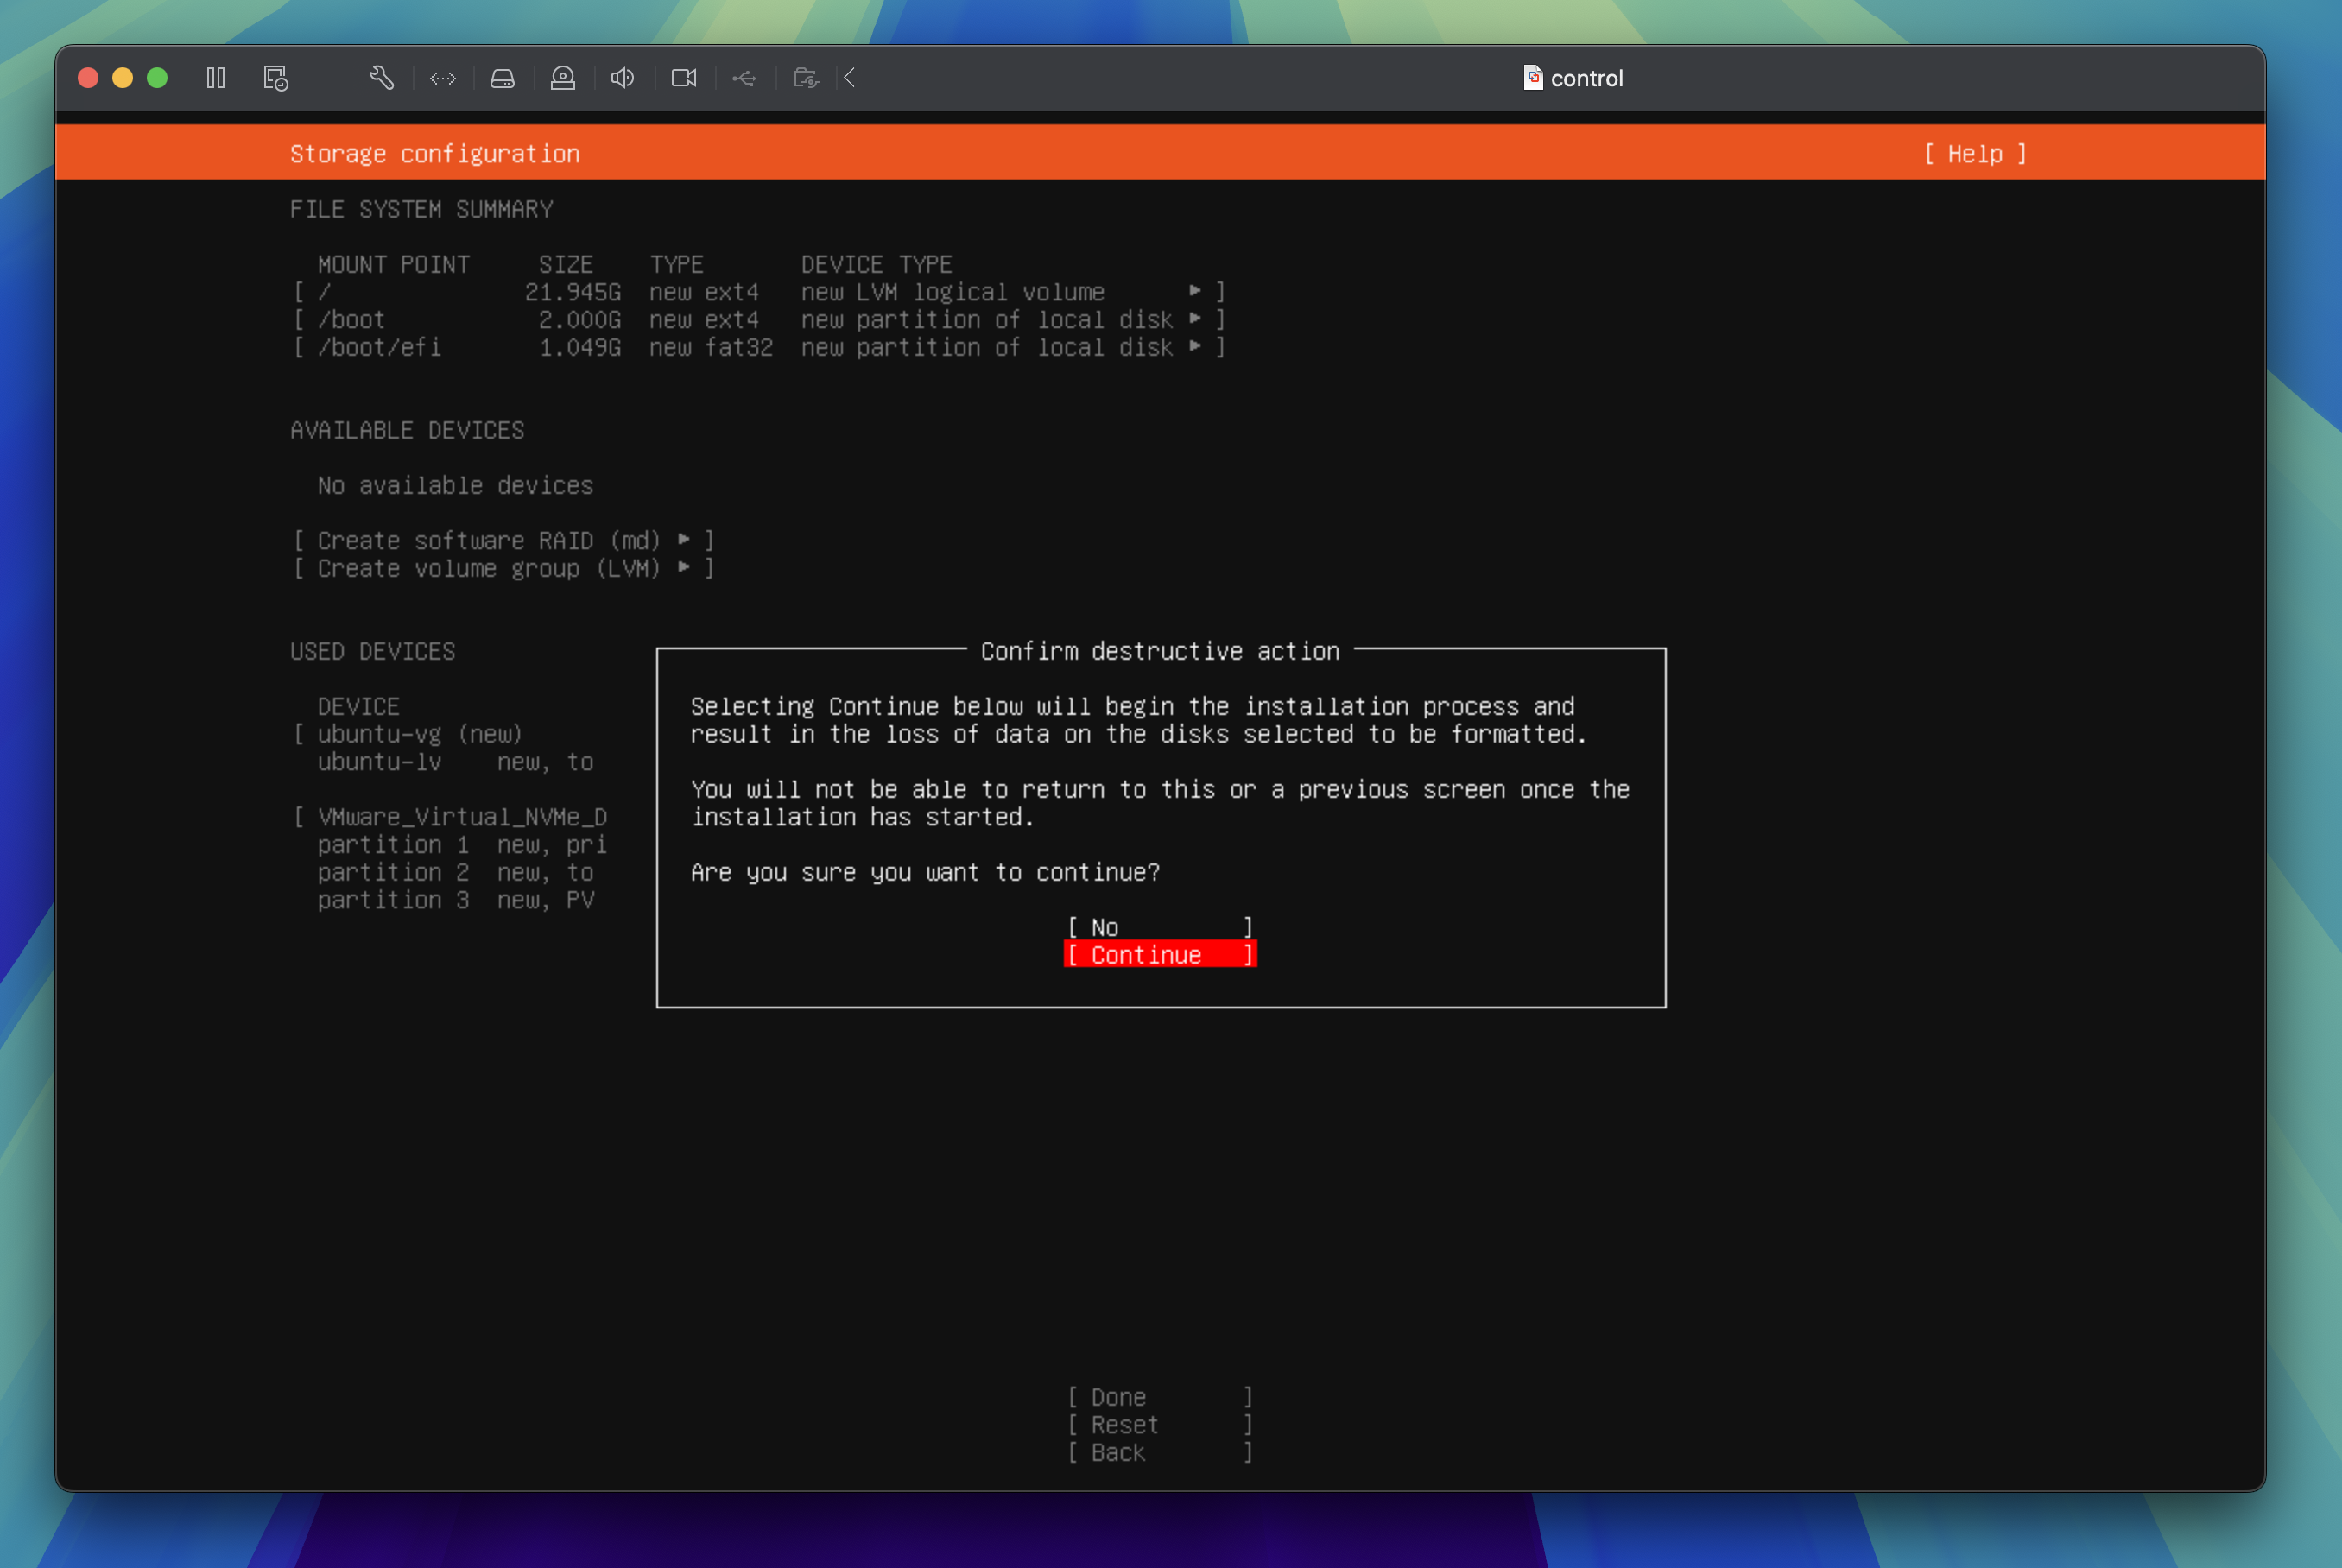 control
Storage configuration [ Help ]
FILE SYSTEM SUMMARY
MOUNT POINT SIZE TYPE DEVICE TYPE
[ / 21.945G new ext4 new LVM logical volume ▸ ]
[ /boot 2.000G new ext4 new partition of local disk ▸ ]
[ /boot/efi 1.049G new fat32 new partition of local disk ▸ ]
AVAILABLE DEVICES
No available devices
[ Create software RAID (md) ▸ ]
[ Create volume group (LVM) ▸ ]
USED DEVICES
DEVICE
[ ubuntu-vg (new)
ubuntu-lv new, to
[ VMware_Virtual_NVMe_D
partition 1 new, pri
partition 2 new, to
partition 3 new, PV
Confirm destructive action
Selecting Continue below will begin the installation process and
result in the loss of data on the disks selected to be formatted.
You will not be able to return to this or a previous screen once the
installation has started.
Are you sure you want to continue?
[ No ]
[ Continue ]
[ Done ]
[ Reset ]
[ Back ]